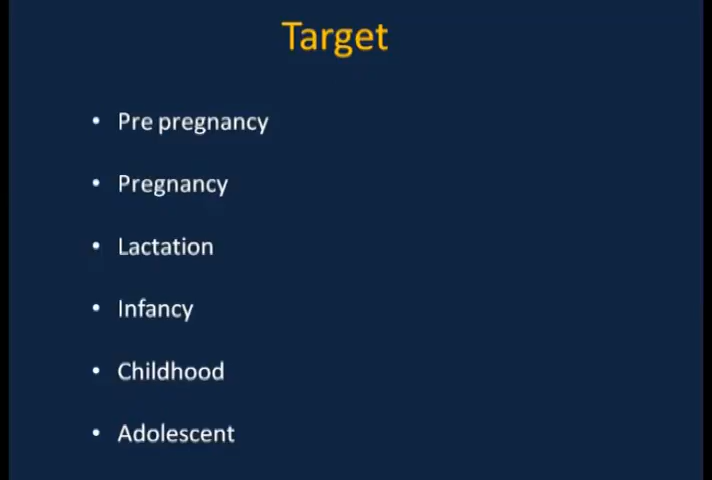 Target
• Pre pregnancy
• Pregnancy
• Lactation
• Infancy
• Childhood
• Adolescent